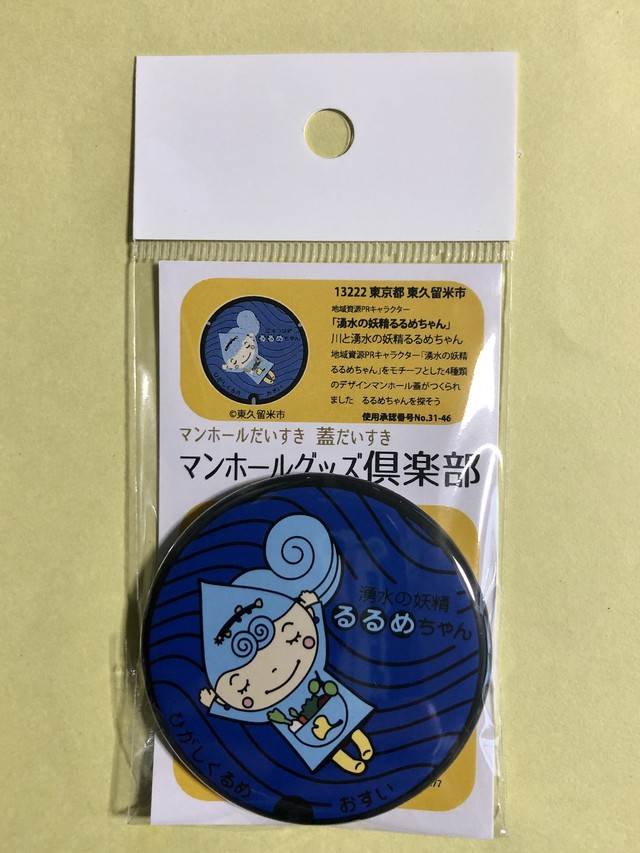 13222 東京都 東久留米市
地域資源PRキャラクター
「湧水の妖精るるめちゃん」
川と湧水の妖精るるめちゃん
地域資源PRキャラクター「湧水の妖精
るるめちゃん」をモチーフとした4種類
のデザインマンホール蓋がつくられ
ました るるめちゃんを探そう
©東久留米市
使用承認番号No.31-46
マンホールだいすき 蓋だいすき
マンホールグッズ倶楽部
湧水の妖精
るるめちゃん
ひがしくるめ
おすい